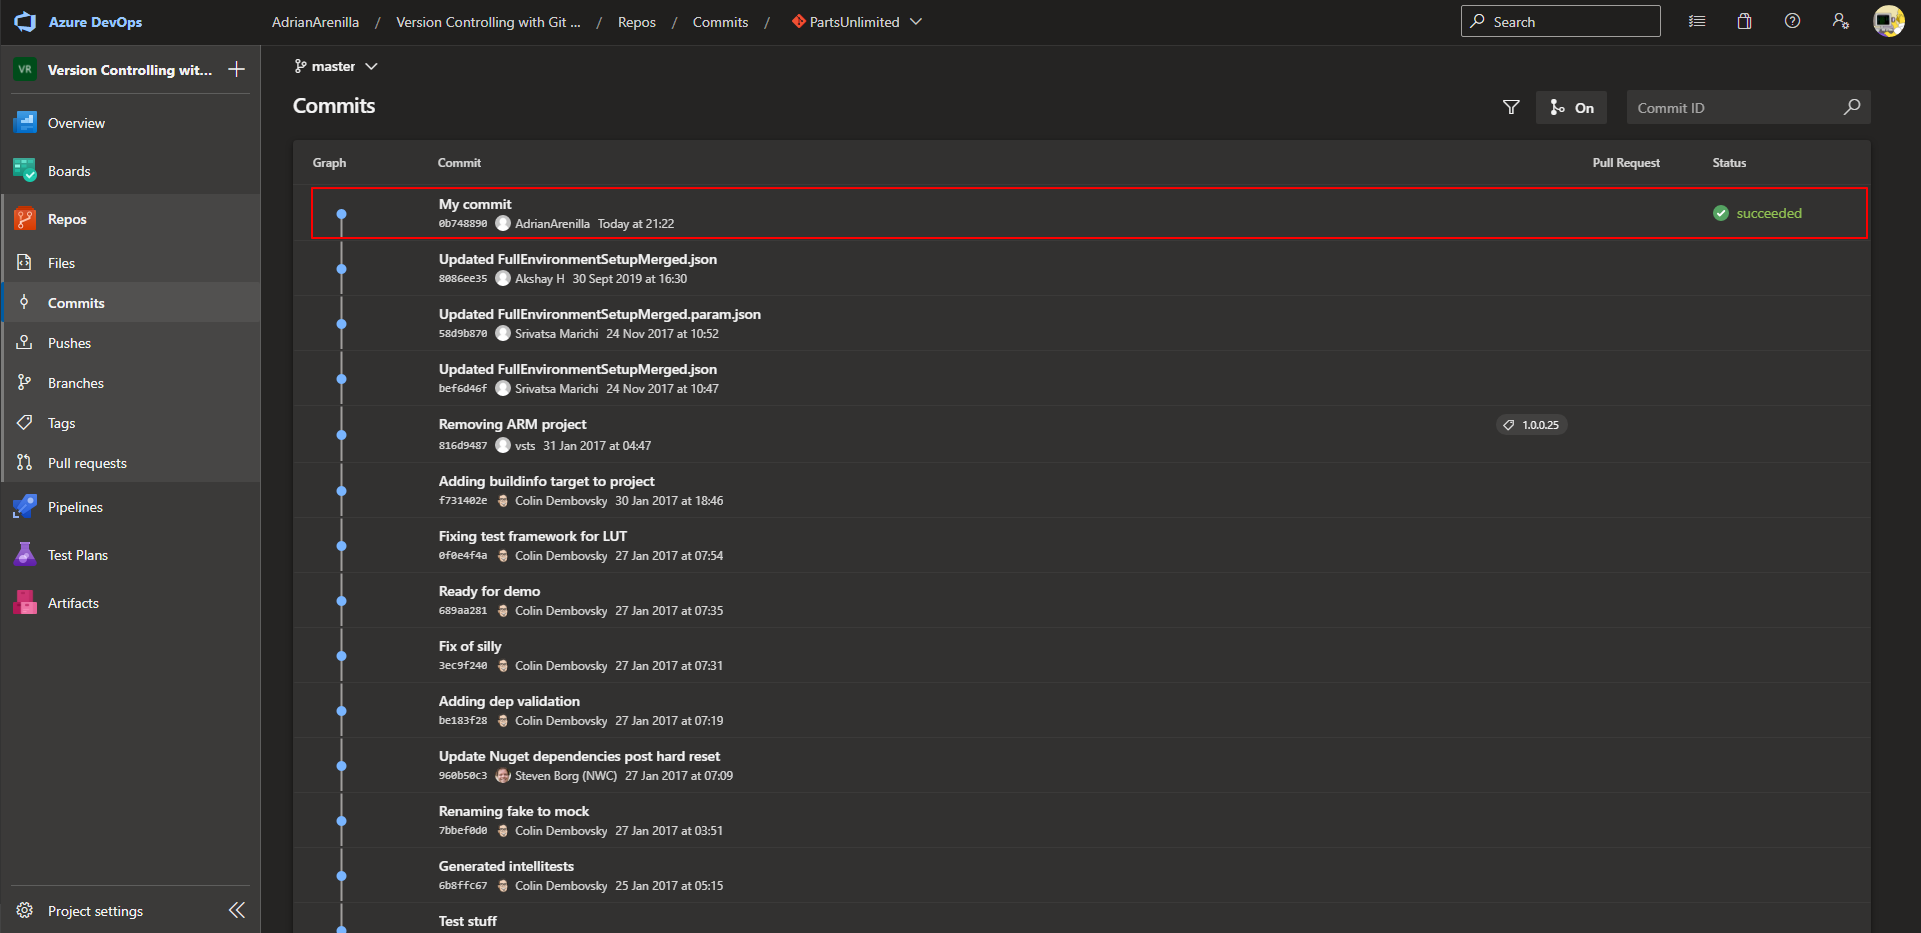 Azure DevOps
AdrianArenilla / Version Controlling with Git ... / Repos / Commits / PartsUnlimited
Search
VR Version Controlling wit...
Overview
Boards
Repos
Files
Commits
Pushes
Branches
Tags
Pull requests
Pipelines
Test Plans
Artifacts
Project settings
master
Commits
On
Commit ID
Graph Commit Pull Request Status
My commit
0b748890 AdrianArenilla Today at 21:22
succeeded
Updated FullEnvironmentSetupMerged.json
8086ee35 Akshay H 30 Sept 2019 at 16:30
Updated FullEnvironmentSetupMerged.param.json
58d9b870 Srivatsa Marichi 24 Nov 2017 at 10:52
Updated FullEnvironmentSetupMerged.json
bef6d46f Srivatsa Marichi 24 Nov 2017 at 10:47
Removing ARM project
816d9487 vsts 31 Jan 2017 at 04:47
1.0.0.25
Adding buildinfo target to project
f731402e Colin Dembovsky 30 Jan 2017 at 18:46
Fixing test framework for LUT
0f0e4f4a Colin Dembovsky 27 Jan 2017 at 07:54
Ready for demo
689aa281 Colin Dembovsky 27 Jan 2017 at 07:35
Fix of silly
3ec9f240 Colin Dembovsky 27 Jan 2017 at 07:31
Adding dep validation
be183f28 Colin Dembovsky 27 Jan 2017 at 07:19
Update Nuget dependencies post hard reset
960b50c3 Steven Borg (NWC) 27 Jan 2017 at 07:09
Renaming fake to mock
7bbef0d0 Colin Dembovsky 27 Jan 2017 at 03:51
Generated intellitests
6b8ffc67 Colin Dembovsky 25 Jan 2017 at 05:15
Test stuff